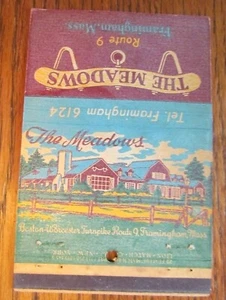 Route 9
Framingham, Mass.
THE MEADOWS
Tel. Framingham 6124
The Meadows
Boston-Worcester Turnpike Route 9, Framingham, Mass.